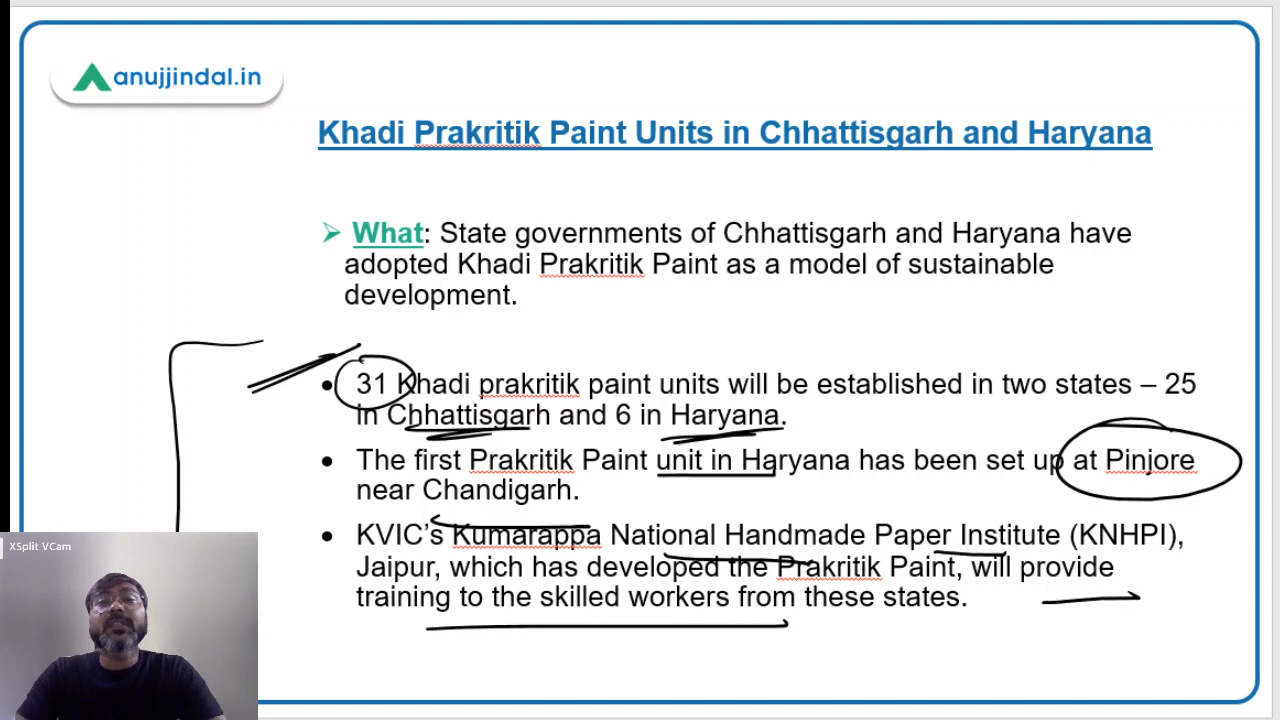 anujjindal.in
Khadi Prakritik Paint Units in Chhattisgarh and Haryana
➢ What: State governments of Chhattisgarh and Haryana have
adopted Khadi Prakritik Paint as a model of sustainable
development.
• 31 Khadi prakritik paint units will be established in two states – 25
in Chhattisgarh and 6 in Haryana.
• The first Prakritik Paint unit in Haryana has been set up at Pinjore
near Chandigarh.
• KVIC’s Kumarappa National Handmade Paper Institute (KNHPI),
Jaipur, which has developed the Prakritik Paint, will provide
training to the skilled workers from these states.
XSplit VCam